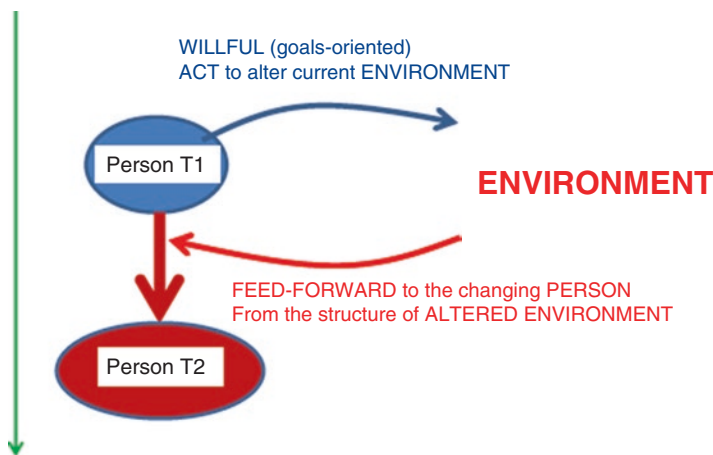 WILLFUL (goals-oriented)
ACT to alter current ENVIRONMENT
Person T1
ENVIRONMENT
FEED-FORWARD to the changing PERSON
From the structure of ALTERED ENVIRONMENT
Person T2